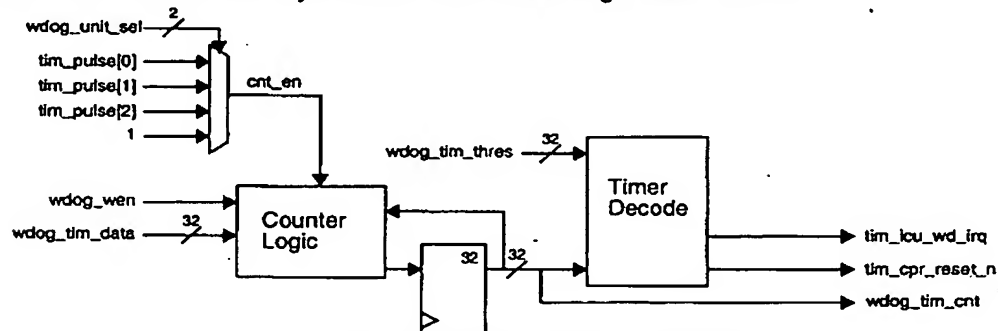 2
wdog_unit_sel
tim_pulse[0]
tim_pulse[1]
tim_pulse[2]
1
cnt_en
wdog_tim_thres
32
Timer
Decode
wdog_wen
wdog_tim_data
32
Counter
Logic
32
32
tim_icu_wd_irq
tim_cpr_reset_n
wdog_tim_cnt